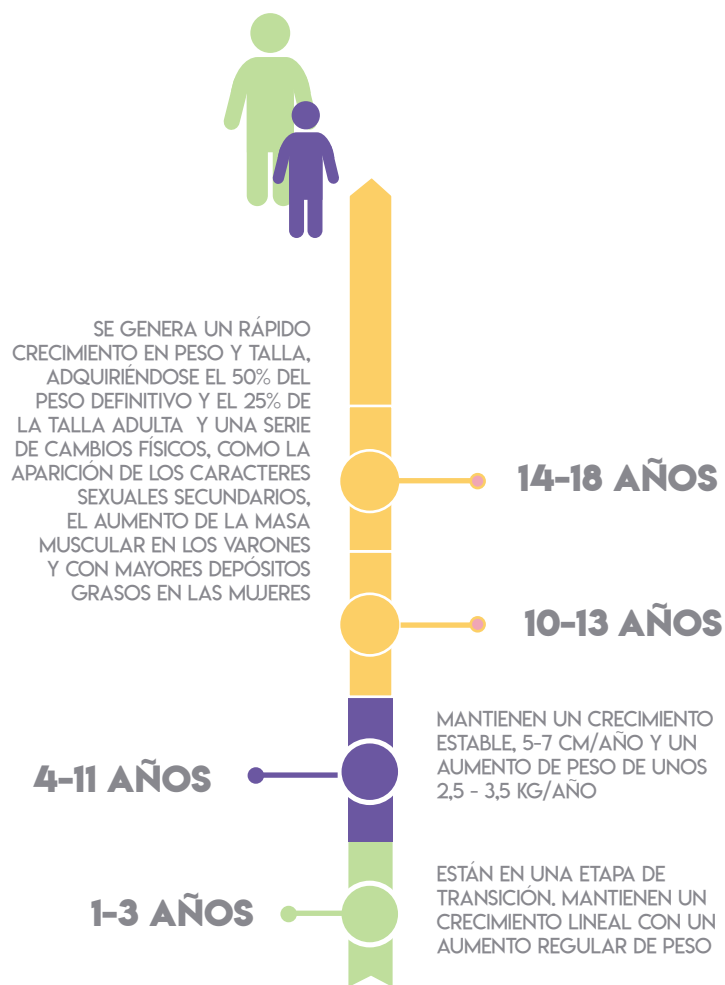 SE GENERA UN RÁPIDO
CRECIMIENTO EN PESO Y TALLA,
ADQUIRIÉNDOSE EL 50% DEL
PESO DEFINITIVO Y EL 25% DE
LA TALLA ADULTA Y UNA SERIE
DE CAMBIOS FÍSICOS, COMO LA
APARICIÓN DE LOS CARACTERES
SEXUALES SECUNDARIOS,
EL AUMENTO DE LA MASA
MUSCULAR EN LOS VARONES
Y CON MAYORES DEPÓSITOS
GRASOS EN LAS MUJERES
14-18 AÑOS
10-13 AÑOS
4-11 AÑOS
MANTIENEN UN CRECIMIENTO
ESTABLE, 5-7 CM/AÑO Y UN
AUMENTO DE PESO DE UNOS
2,5 - 3,5 KG/AÑO
1-3 AÑOS
ESTÁN EN UNA ETAPA DE
TRANSICIÓN. MANTIENEN UN
CRECIMIENTO LINEAL CON UN
AUMENTO REGULAR DE PESO